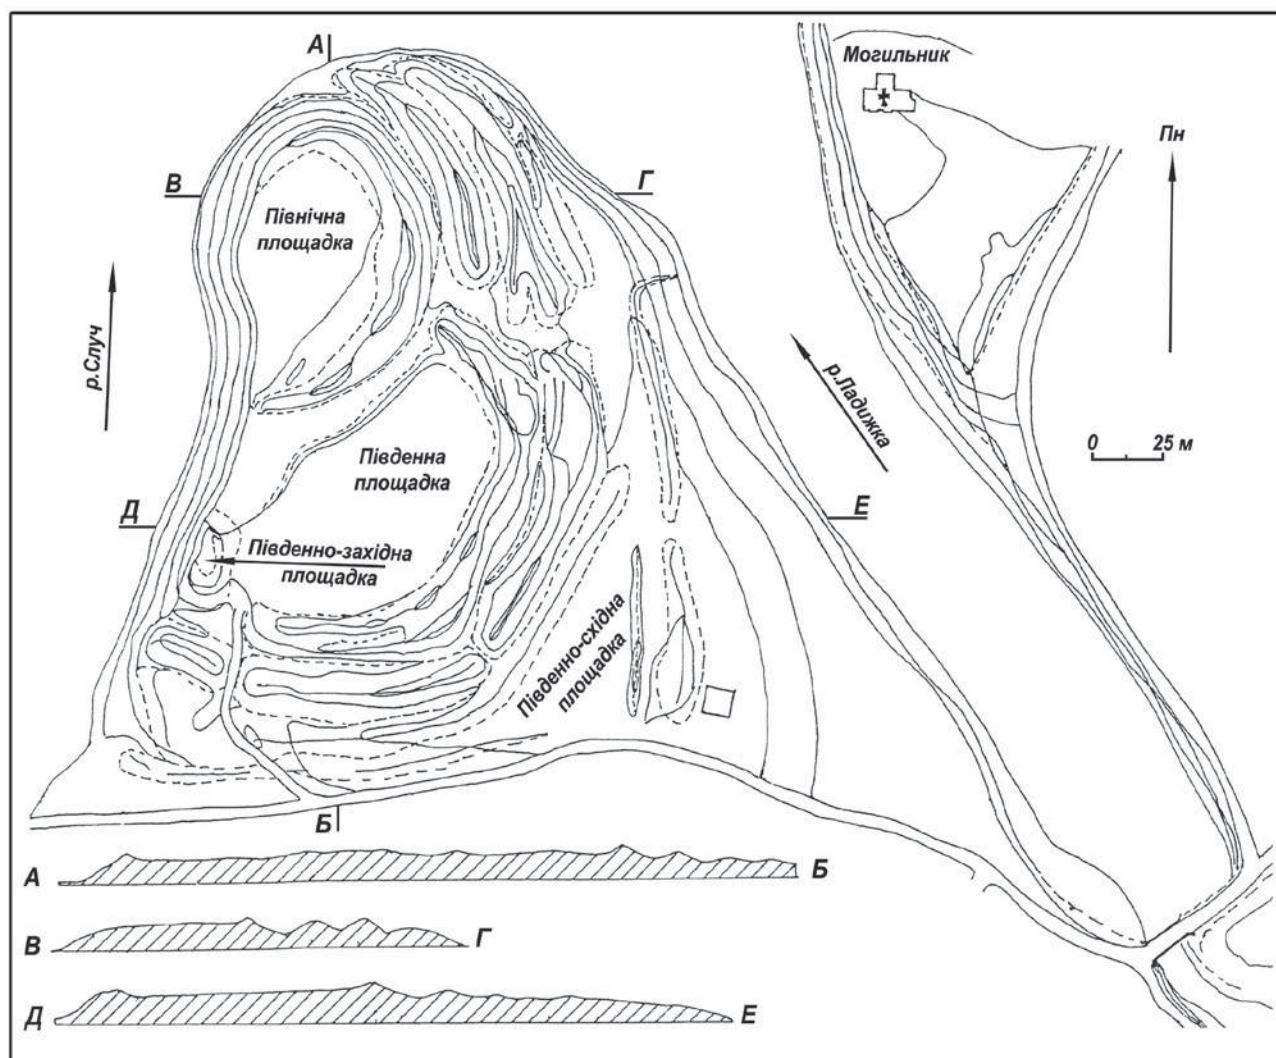 А
Могильник
Пн
В
Г
Північна
площадка
р.Случ
р.Ладижка
0 25 м
Південна
площадка
Д
Е
Південно-західна
площадка
Південно-східна
площадка
Б
А
Б
В
Г
Д
Е